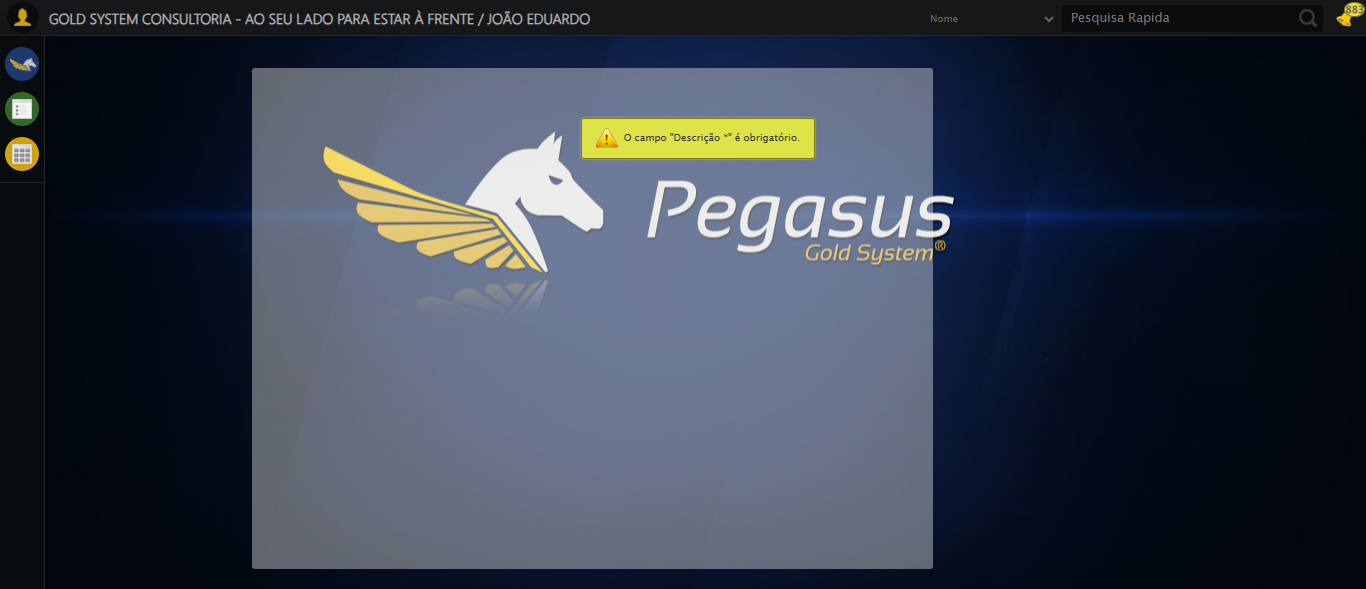 GOLD SYSTEM CONSULTORIA - AO SEU LADO PARA ESTAR À FRENTE / JOÃO EDUARDO
Nome
Pesquisa Rapida
883
O campo "Descrição *" é obrigatório.
Pegasus
Gold System®